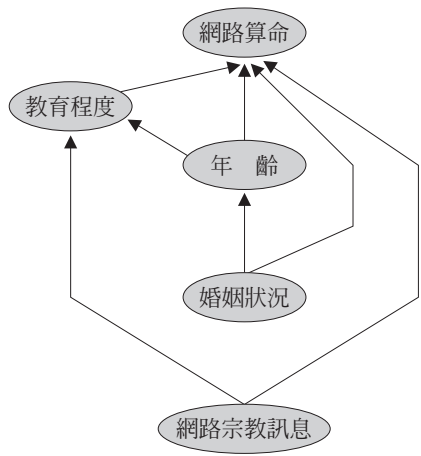 網路算命
教育程度
年　齡
婚姻狀況
網路宗教訊息